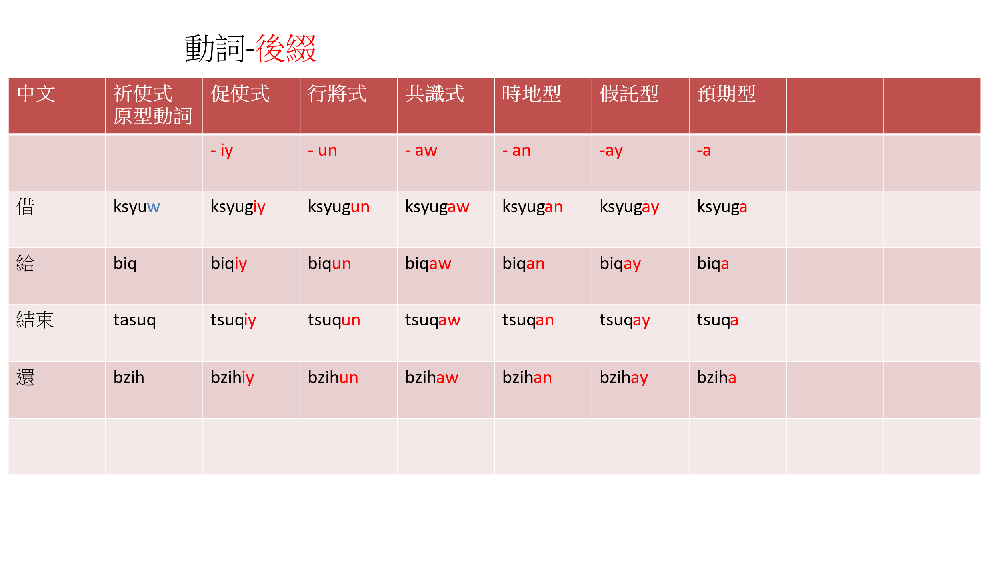 動詞-後綴
中文 祈使式 促使式 行將式 共識式 時地型 假託型 預期型
原型動詞
- iy - un - aw - an -ay -a
借 ksyuw ksyugiy ksyugun ksyugaw ksyugan ksyugay ksyuga
給 biq biqiy biqun biqaw biqan biqay biqa
結束 tasuq tsuqiy tsuqun tsuqaw tsuqan tsuqay tsuqa
還 bzih bzihiy bzihun bzihaw bzihan bzihay bziha